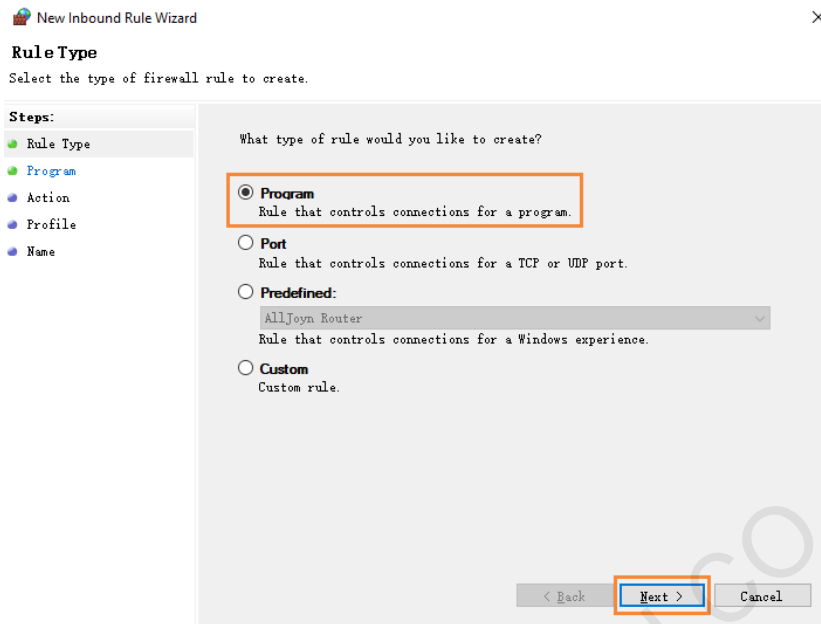 New Inbound Rule Wizard
Rule Type
Select the type of firewall rule to create.
Steps:
Rule Type
Program
Action
Profile
Name
What type of rule would you like to create?
Program
Rule that controls connections for a program.
Port
Rule that controls connections for a TCP or UDP port.
Predefined:
AllJoyn Router
Rule that controls connections for a Windows experience.
Custom
Custom rule.
< Back
Next >
Cancel